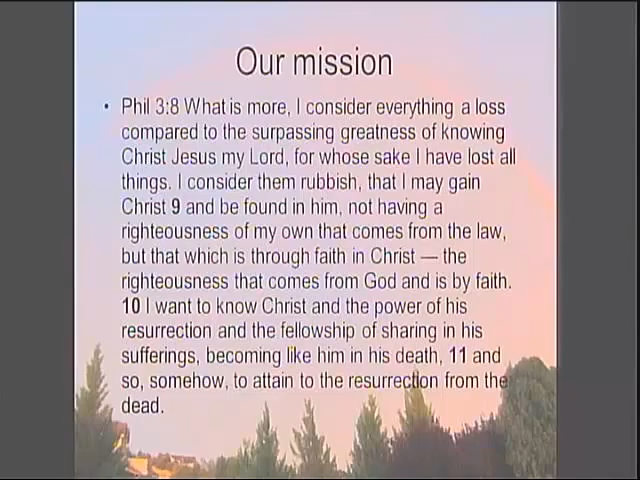 Our mission
• Phil 3:8 What is more, I consider everything a loss
compared to the surpassing greatness of knowing
Christ Jesus my Lord, for whose sake I have lost all
things. I consider them rubbish, that I may gain
Christ 9 and be found in him, not having a
righteousness of my own that comes from the law,
but that which is through faith in Christ — the
righteousness that comes from God and is by faith.
10 I want to know Christ and the power of his
resurrection and the fellowship of sharing in his
sufferings, becoming like him in his death, 11 and
so, somehow, to attain to the resurrection from the
dead.